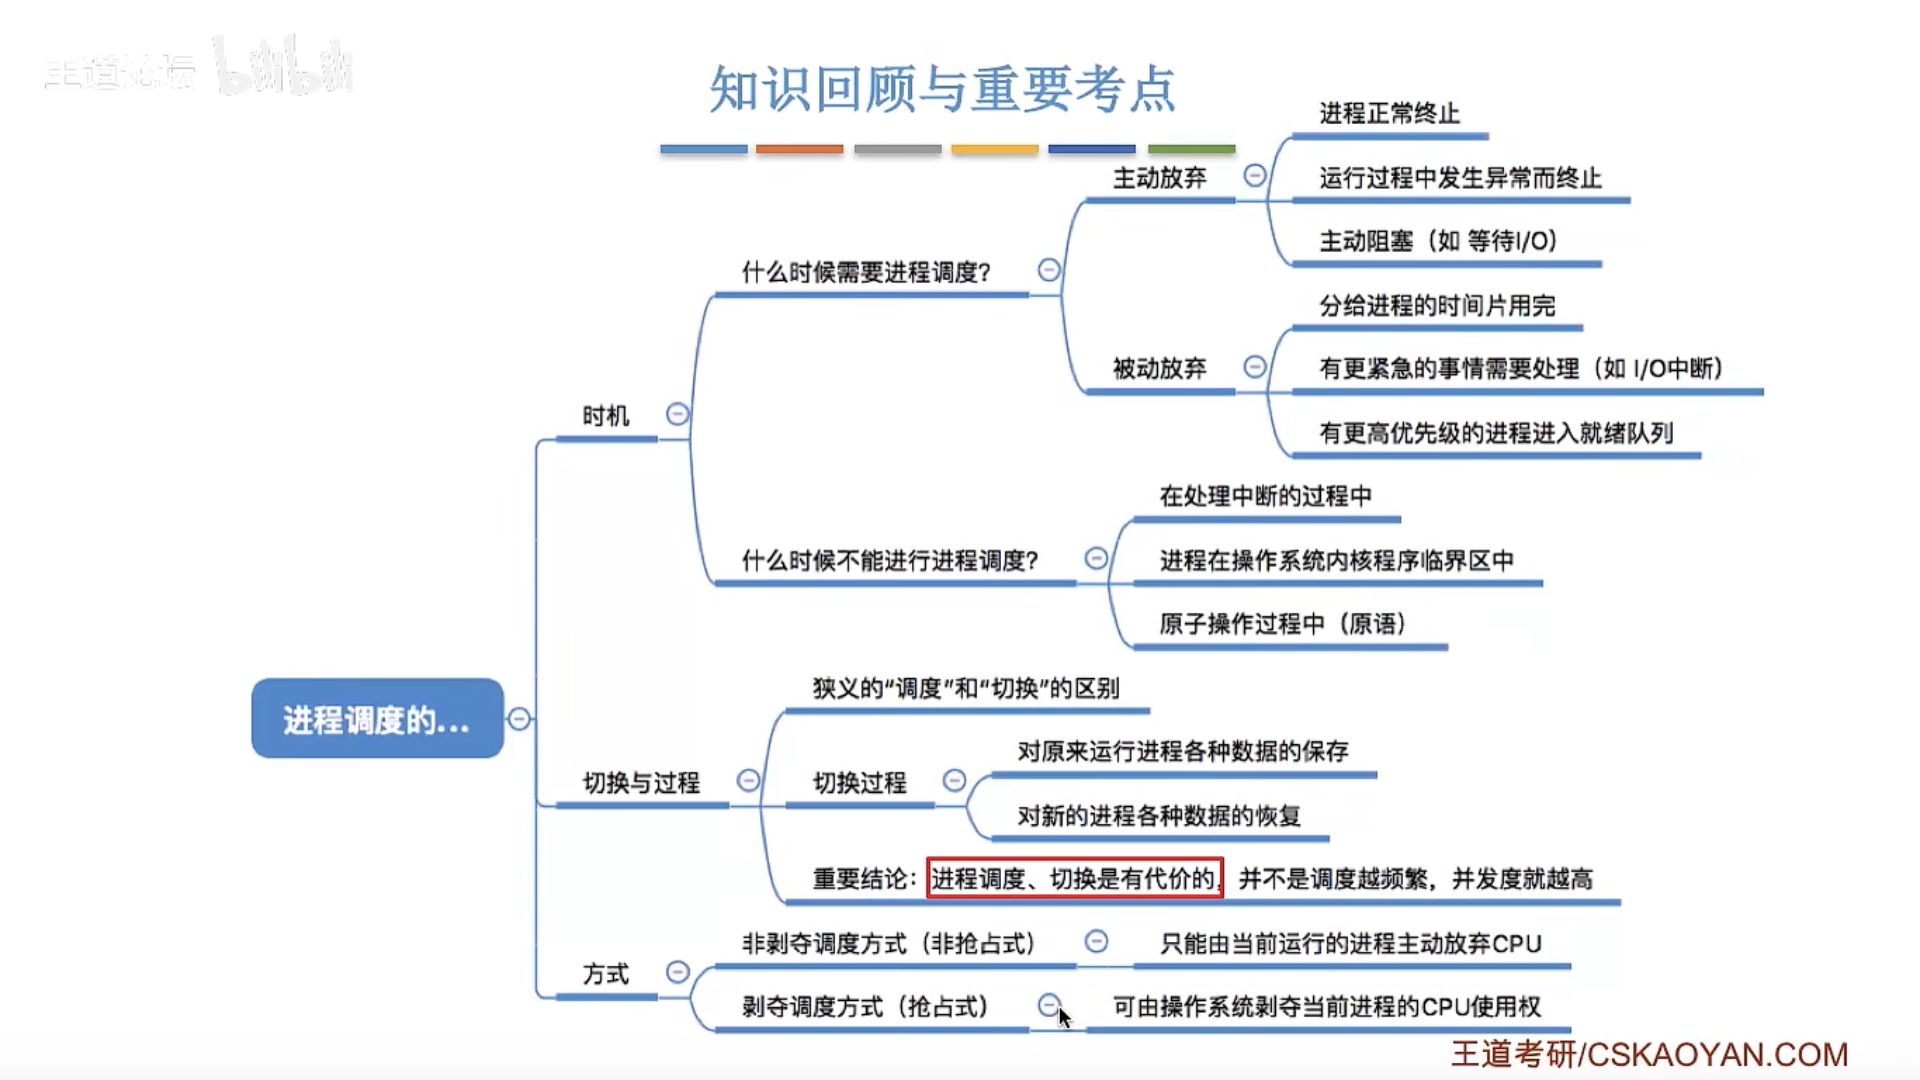 王道论坛 bilibili
知识回顾与重要考点
进程正常终止
主动放弃
运行过程中发生异常而终止
主动阻塞（如 等待I/O）
什么时候需要进程调度？
分给进程的时间片用完
被动放弃
有更紧急的事情需要处理（如 I/O中断）
有更高优先级的进程进入就绪队列
时机
在处理中断的过程中
什么时候不能进行进程调度？
进程在操作系统内核程序临界区中
原子操作过程中（原语）
进程调度的...
狭义的“调度”和“切换”的区别
对原来运行进程各种数据的保存
切换与过程
切换过程
对新的进程各种数据的恢复
重要结论：进程调度、切换是有代价的，并不是调度越频繁，并发度就越高
非剥夺调度方式（非抢占式）
只能由当前运行的进程主动放弃CPU
方式
剥夺调度方式（抢占式）
可由操作系统剥夺当前进程的CPU使用权
王道考研/CSKAOYAN.COM